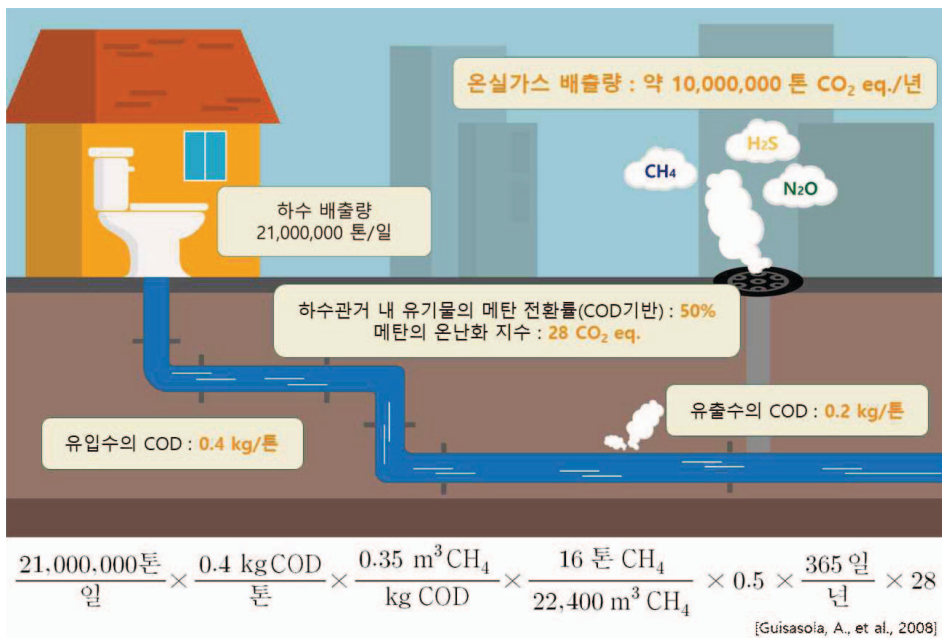 온실가스 배출량 : 약 10,000,000 톤 CO₂ eq./년
H₂S
CH₄
N₂O
하수 배출량
21,000,000 톤/일
하수관거 내 유기물의 메탄 전환률(COD기반) : 50%
메탄의 온난화 지수 : 28 CO₂ eq.
유출수의 COD : 0.2 kg/톤
유입수의 COD : 0.4 kg/톤
21,000,000톤/일 × 0.4 kg COD/톤 × 0.35 m³ CH₄/kg COD × 16 톤 CH₄/22,400 m³ CH₄ × 0.5 × 365 일/년 × 28
[Guisasola, A., et al., 2008]